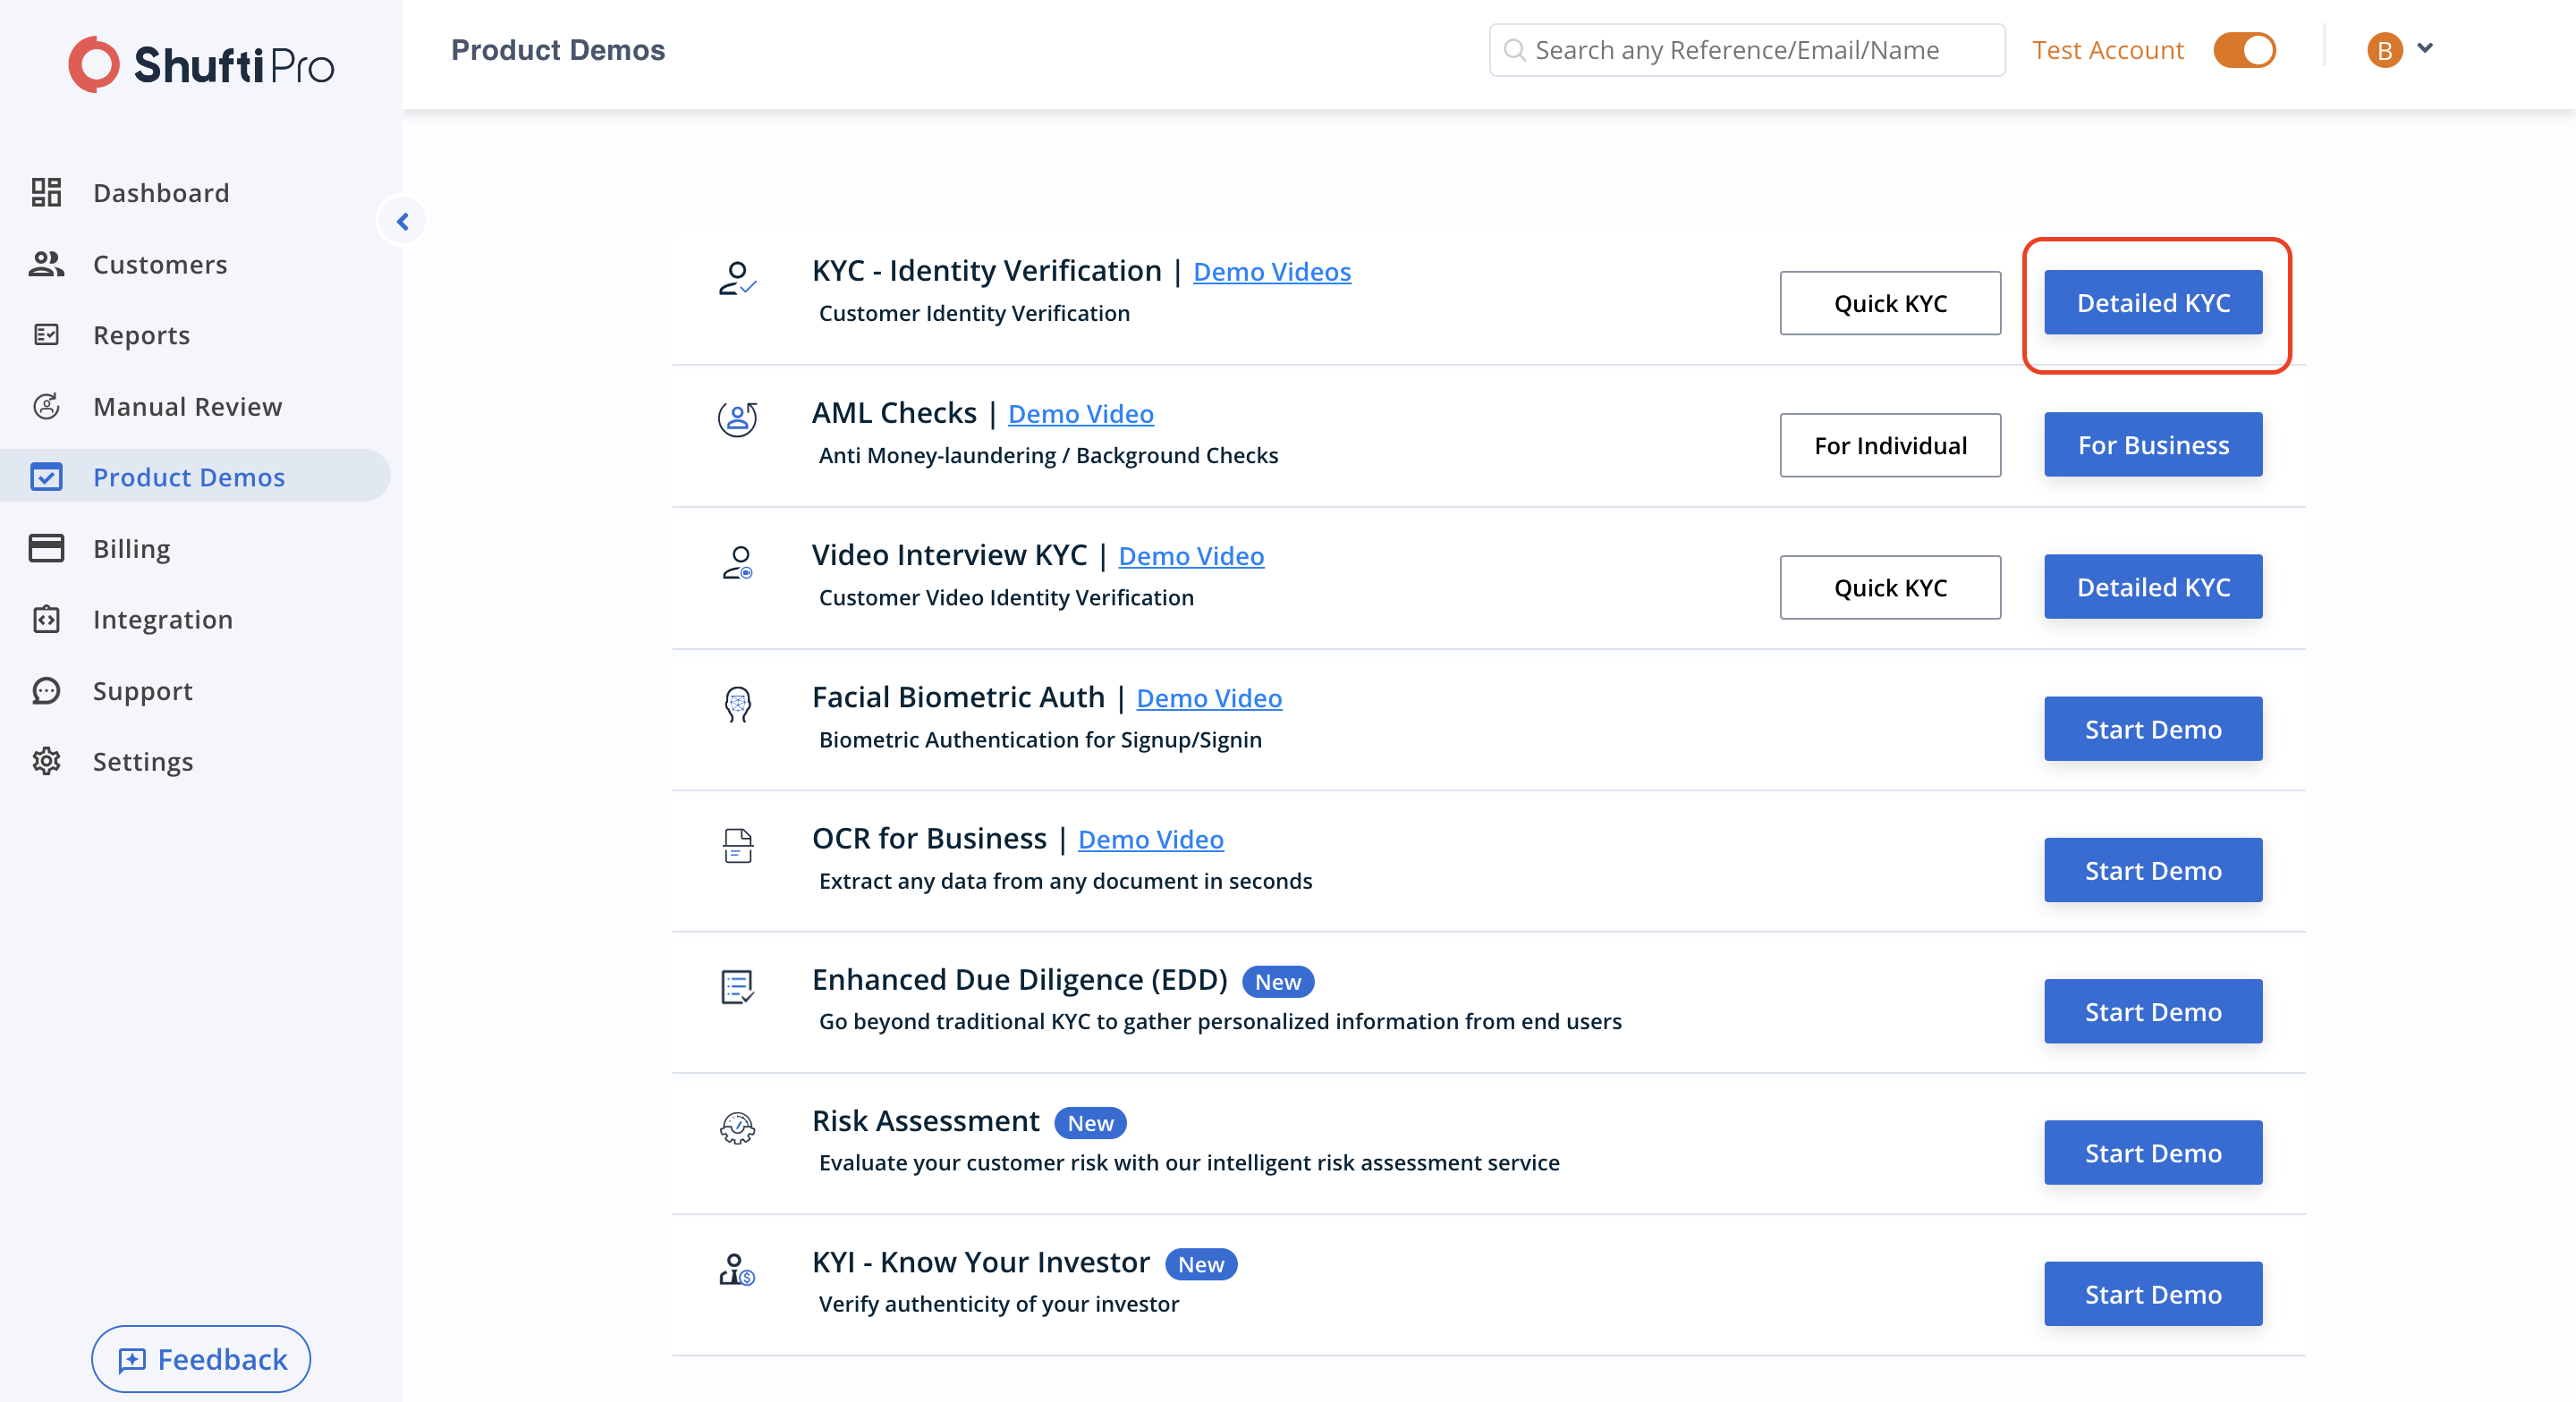 Shufti Pro
Product Demos
Search any Reference/Email/Name
Test Account
B
Dashboard
Customers
Reports
Manual Review
Product Demos
Billing
Integration
Support
Settings
Feedback
KYC - Identity Verification | Demo Videos
Customer Identity Verification
Quick KYC
Detailed KYC
AML Checks | Demo Video
Anti Money-laundering / Background Checks
For Individual
For Business
Video Interview KYC | Demo Video
Customer Video Identity Verification
Quick KYC
Detailed KYC
Facial Biometric Auth | Demo Video
Biometric Authentication for Signup/Signin
Start Demo
OCR for Business | Demo Video
Extract any data from any document in seconds
Start Demo
Enhanced Due Diligence (EDD) New
Go beyond traditional KYC to gather personalized information from end users
Start Demo
Risk Assessment New
Evaluate your customer risk with our intelligent risk assessment service
Start Demo
KYI - Know Your Investor New
Verify authenticity of your investor
Start Demo